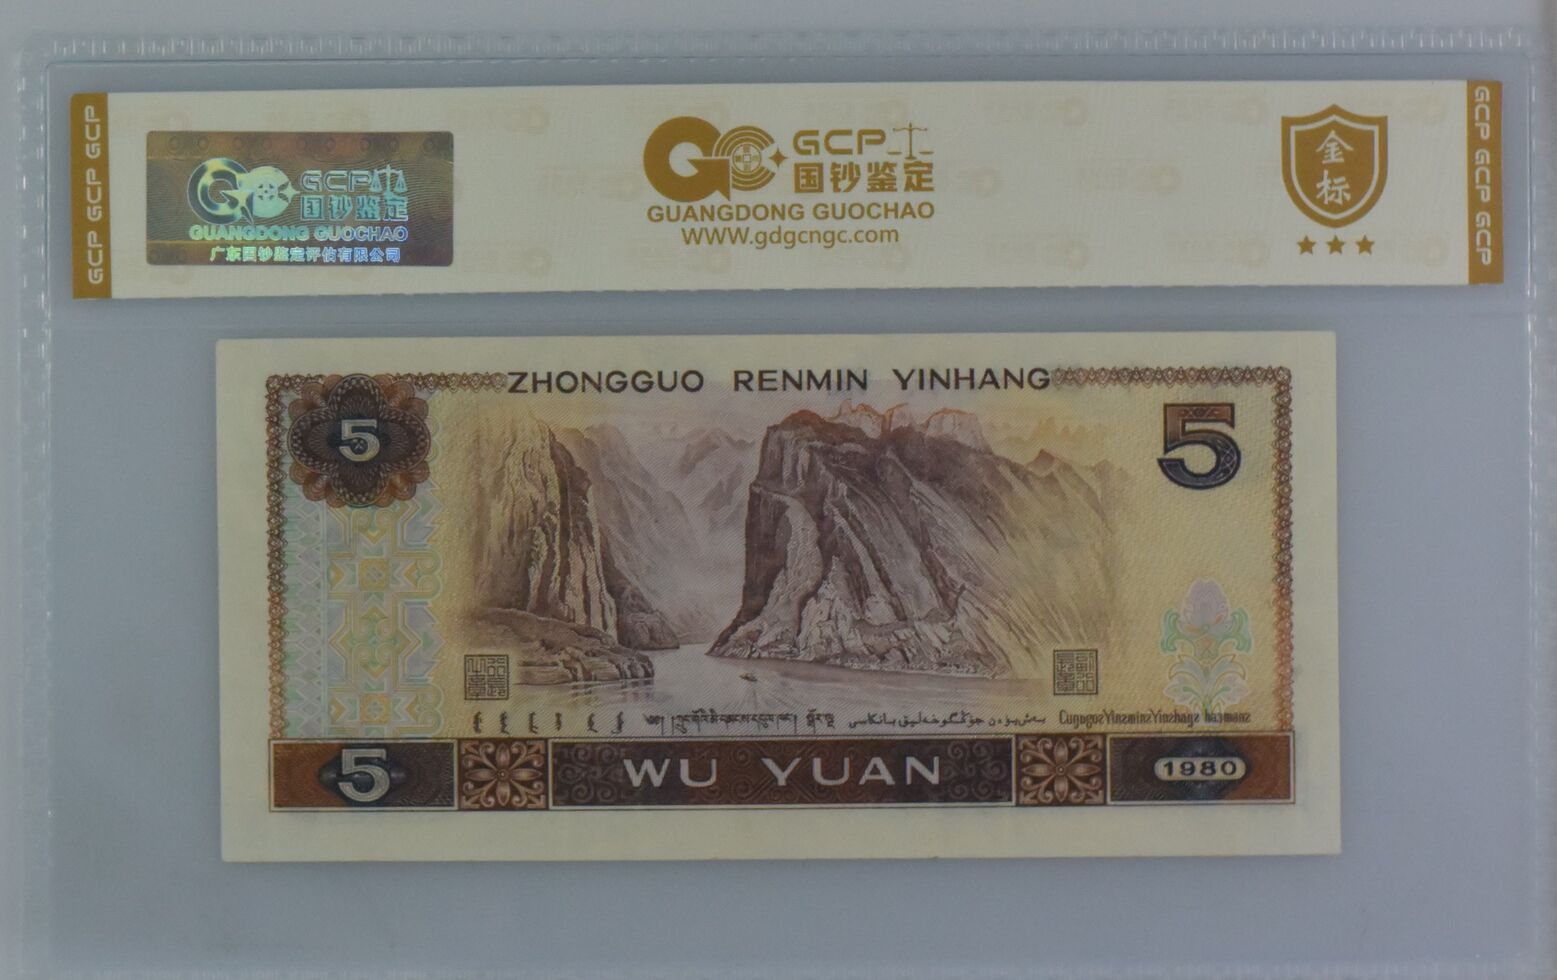 GCP GCP GCP
GCP
国钞鉴定
GUANGDONG GUOCHAO
广东国钞鉴定评估有限公司
GCP
国钞鉴定
GUANGDONG GUOCHAO
WWW.gdgcngc.com
金标
GCP GCP GCP
ZHONGGUO RENMIN YINHANG
5
5
5
WU YUAN
1980